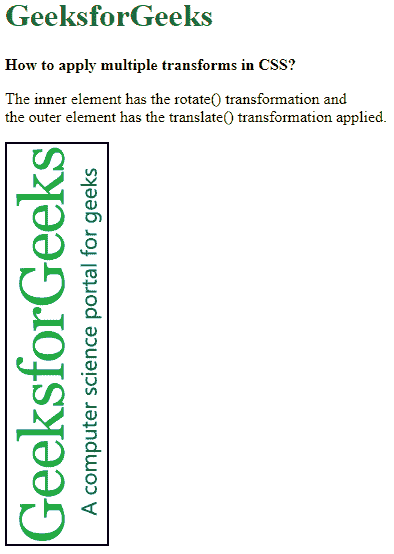 GeeksforGeeks
How to apply multiple transforms in CSS?
The inner element has the rotate() transformation and
the outer element has the translate() transformation applied.
GeeksforGeeks
A computer science portal for geeks